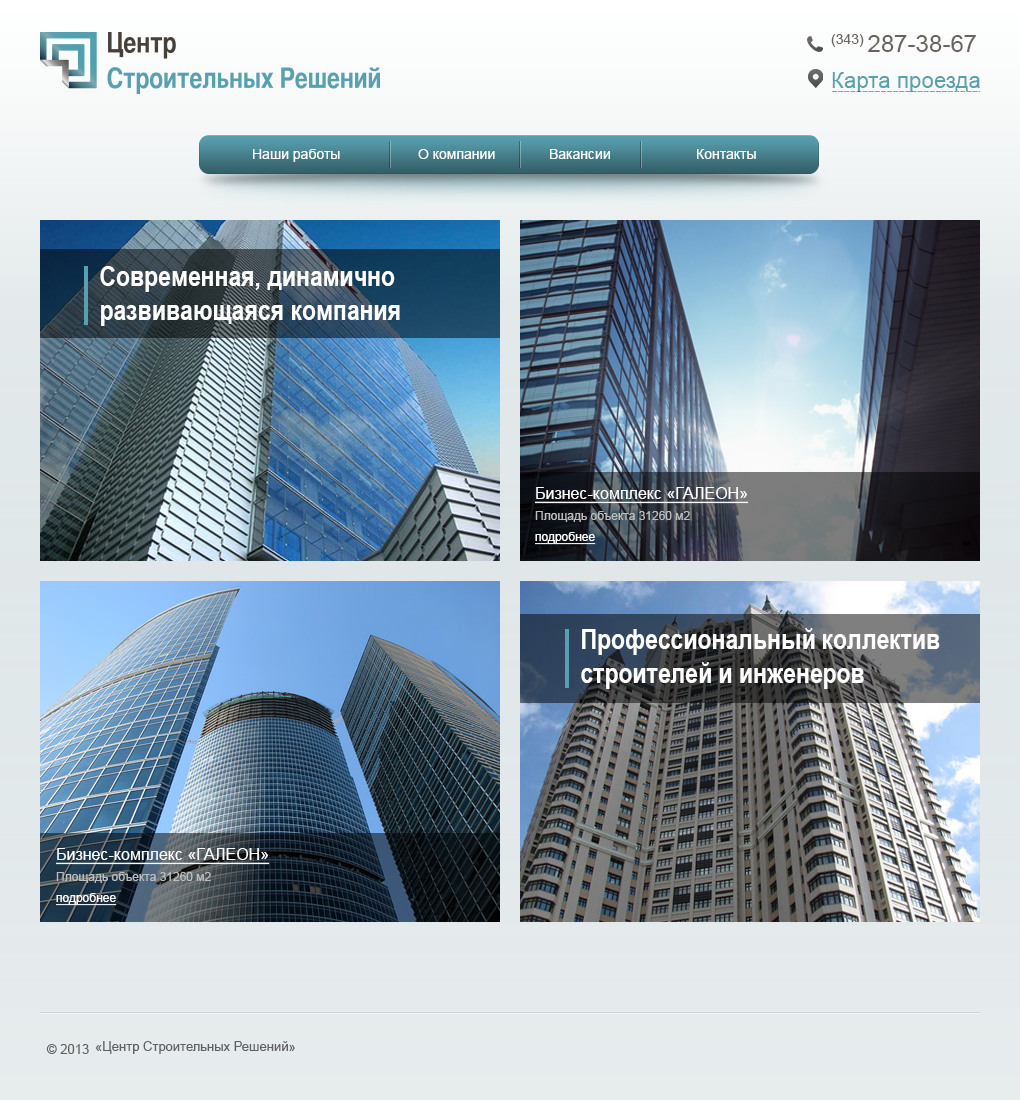 Центр
Строительных Решений
(343) 287-38-67
Карта проезда
Наши работы О компании Вакансии Контакты
Современная, динамично
развивающаяся компания
Бизнес-комплекс «ГАЛЕОН»
Площадь объекта 31260 м2
подробнее
Бизнес-комплекс «ГАЛЕОН»
Площадь объекта 31260 м2
подробнее
Профессиональный коллектив
строителей и инженеров
© 2013 «Центр Строительных Решений»